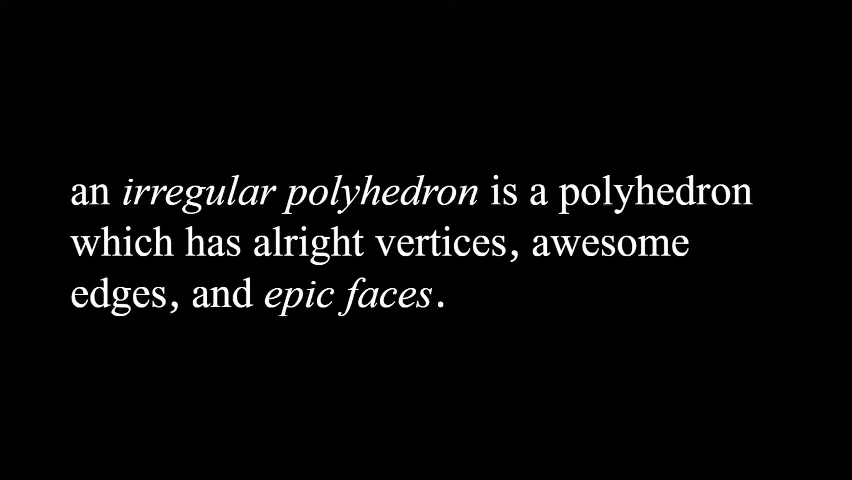 an irregular polyhedron is a polyhedron
which has alright vertices, awesome
edges, and epic faces.